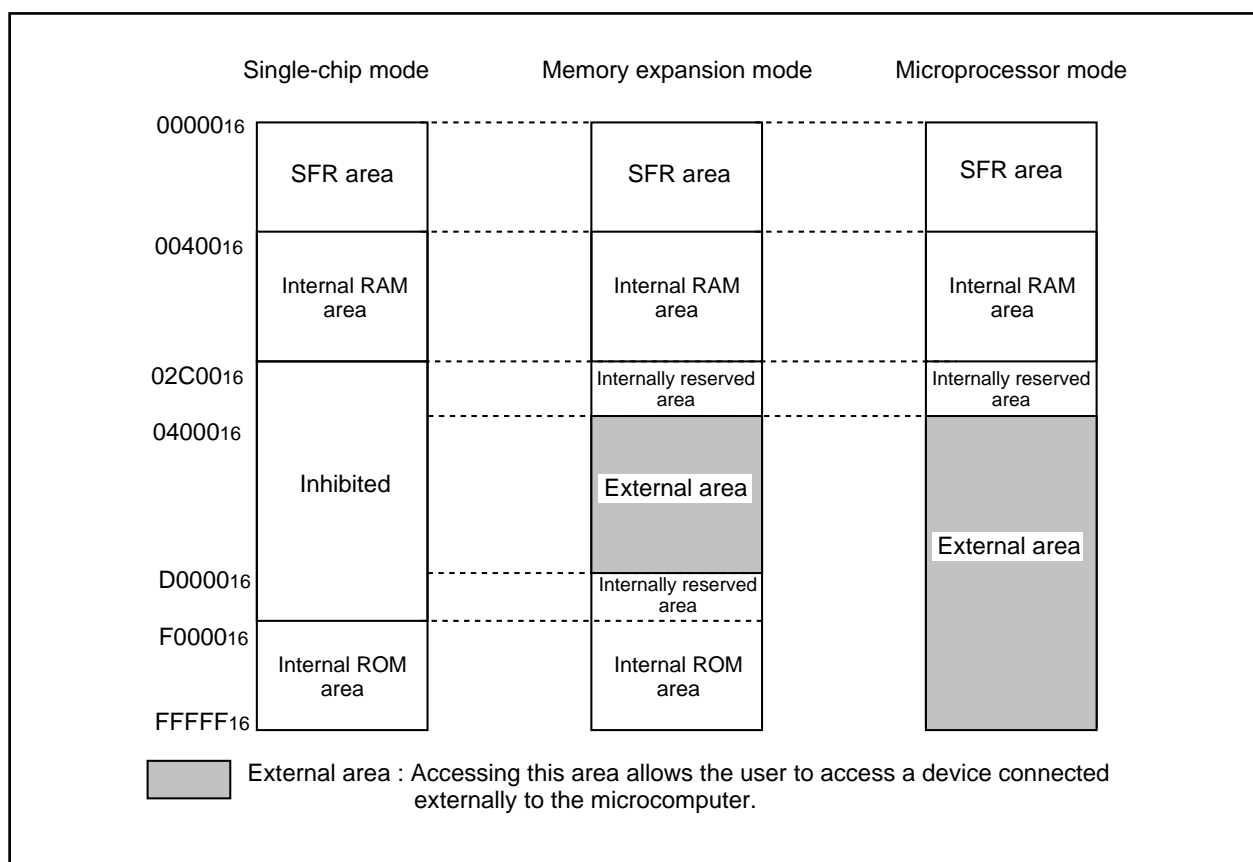 Single-chip mode Memory expansion mode Microprocessor mode
0000016
SFR area SFR area SFR area
0040016
Internal RAM area Internal RAM area Internal RAM area
02C0016
Internally reserved area Internally reserved area
0400016
Inhibited External area External area
D000016
Internally reserved area
F000016
Internal ROM area Internal ROM area
FFFFF16
External area : Accessing this area allows the user to access a device connected
externally to the microcomputer.